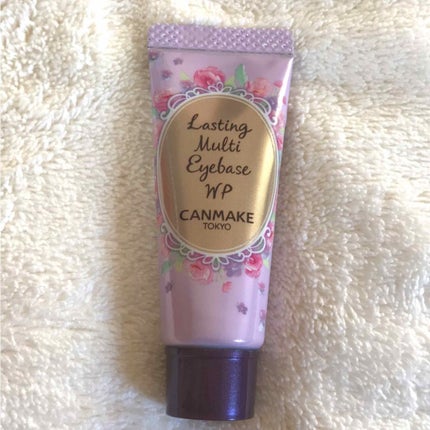 Lasting
Multi
Eyebase
WP
CANMAKE
TOKYO